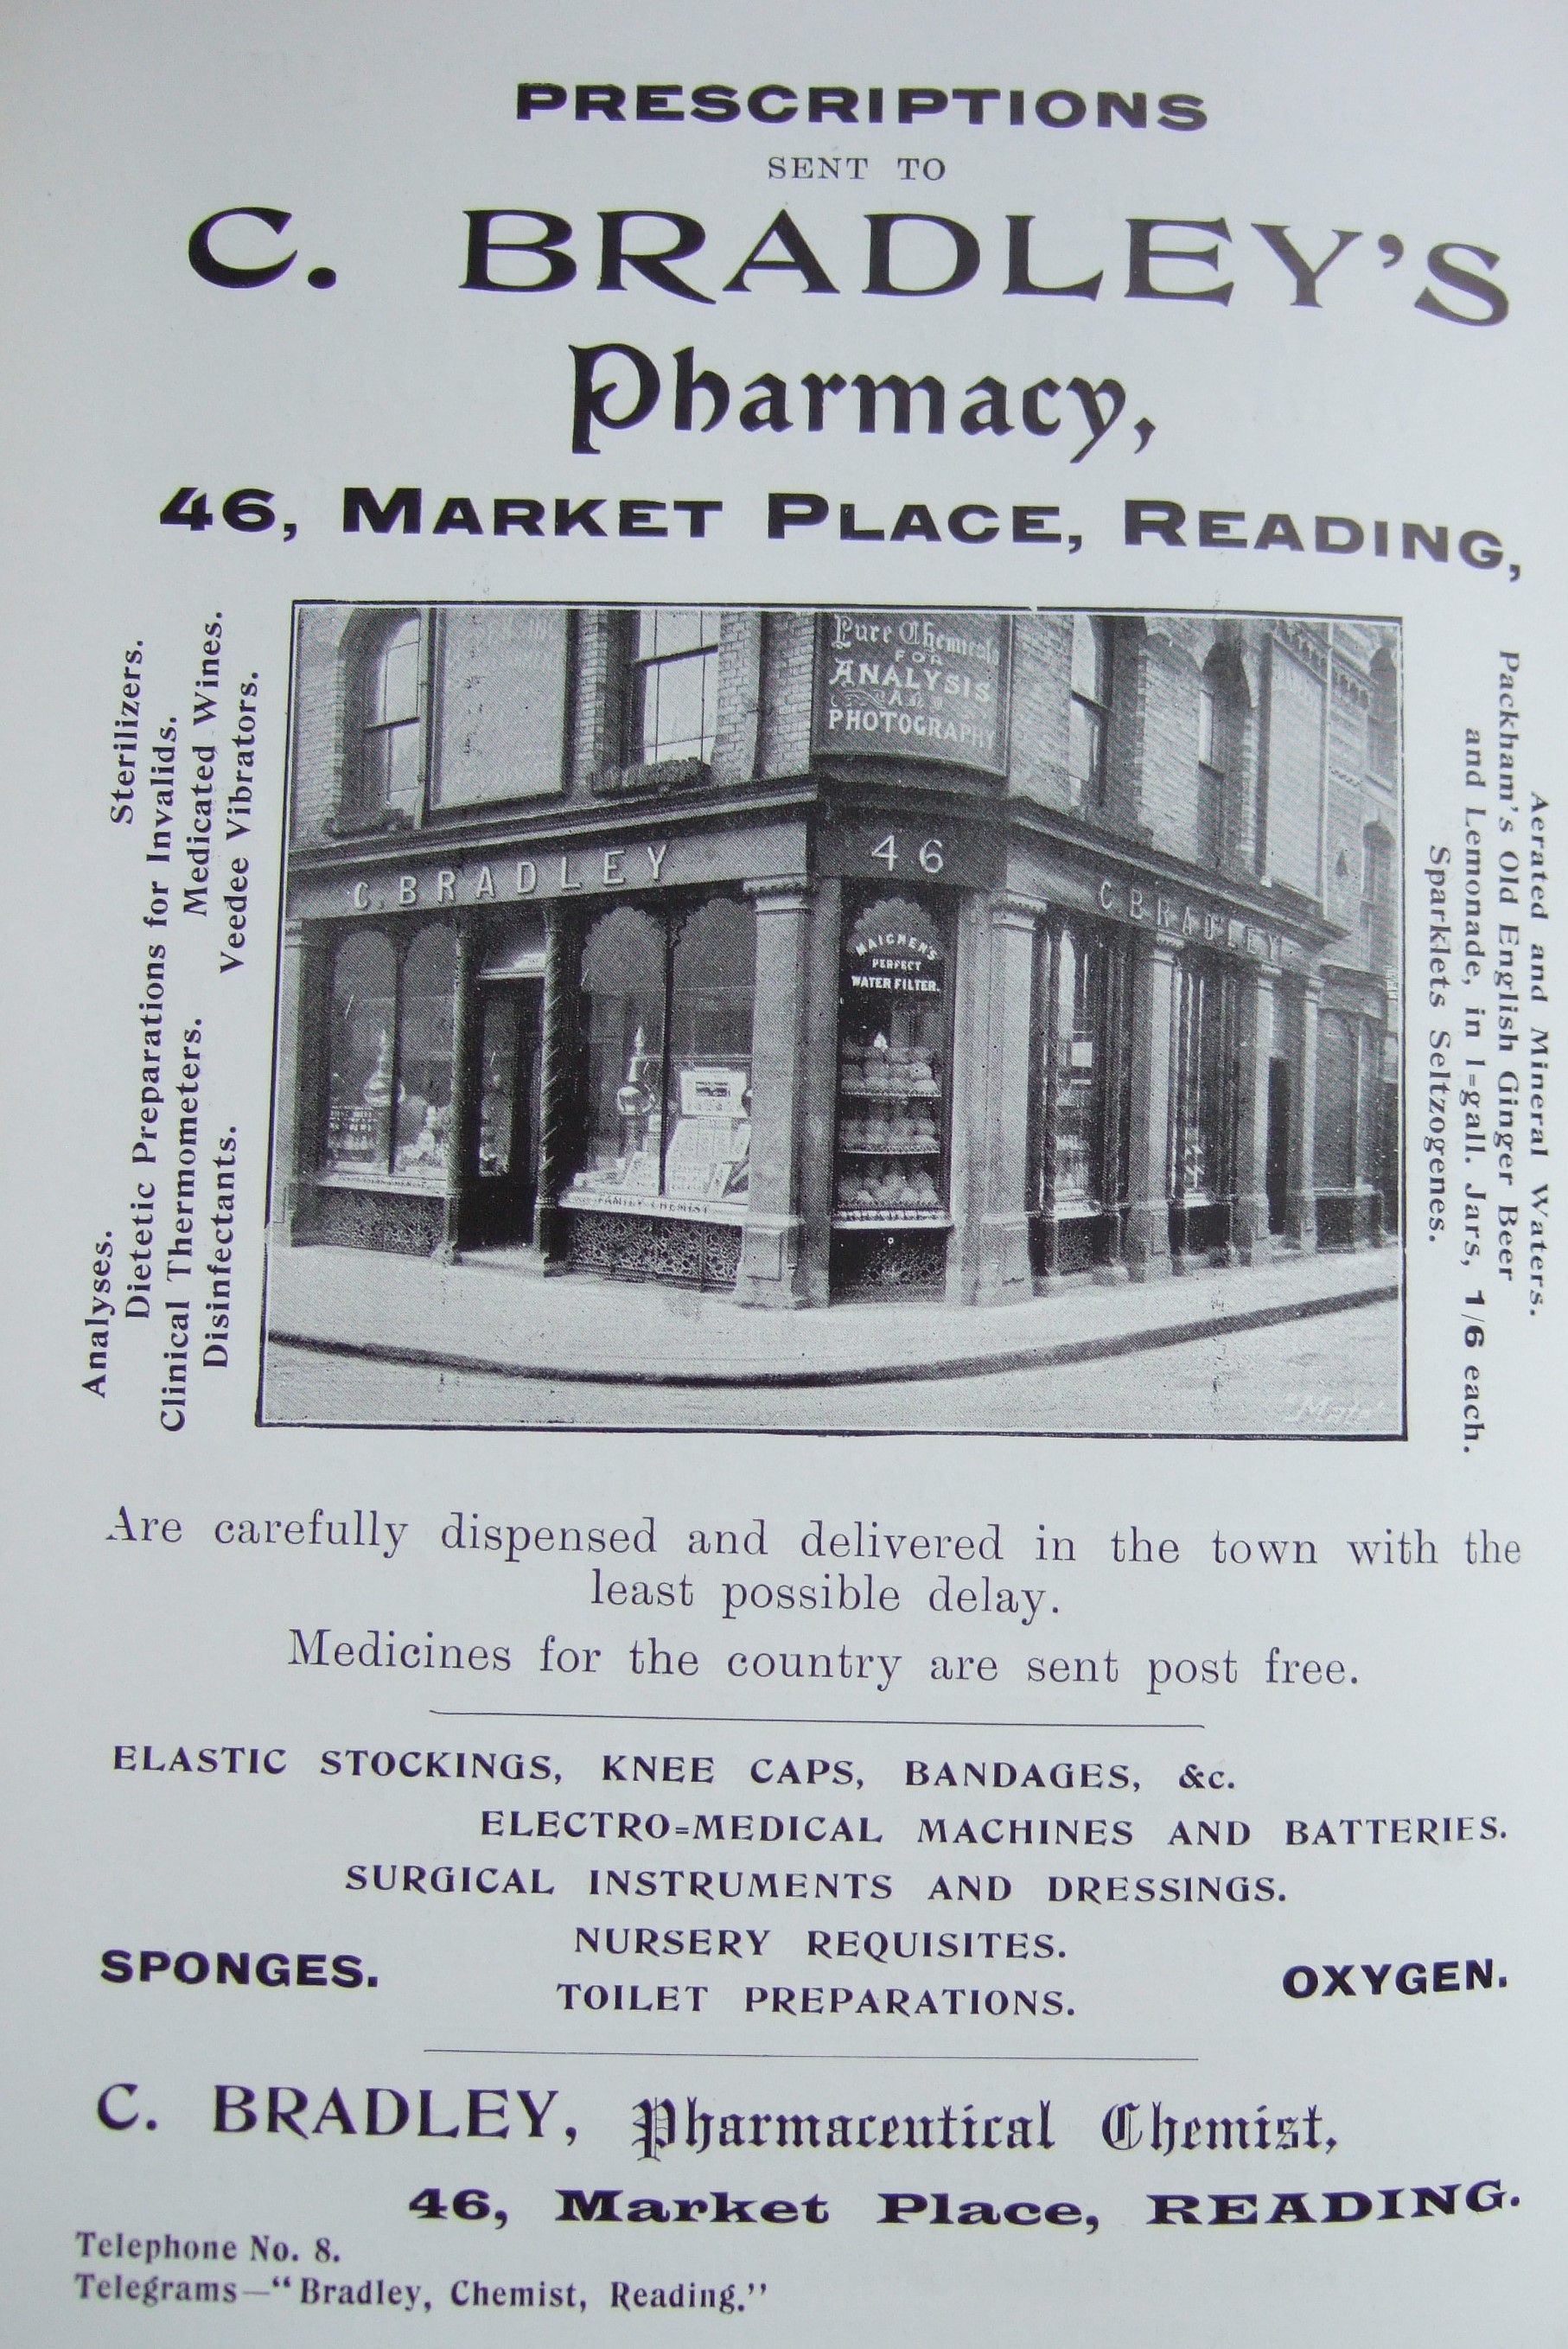 PRESCRIPTIONS
SENT TO
C. BRADLEY'S
Pharmacy,
46, MARKET PLACE, READING,
Analyses.
Sterilizers.
Dietetic Preparations for Invalids.
Clinical Thermometers.
Medicated Wines.
Disinfectants.
Veedee Vibrators.
Pure Chemicals
FOR
ANALYSIS
AND
PHOTOGRAPHY
C. BRADLEY
46
C. BRADLEY
MAIGNEN'S
PERFECT
WATER FILTER.
FAMILY CHEMIST
BRADLEY
Aerated and Mineral Waters.
Packham's Old English Ginger Beer
and Lemonade, in 1=gall. Jars, 1/6 each.
Sparklets Seltzogenes.
Are carefully dispensed and delivered in the town with the
least possible delay.
Medicines for the country are sent post free.
ELASTIC STOCKINGS, KNEE CAPS, BANDAGES, &c.
ELECTRO=MEDICAL MACHINES AND BATTERIES.
SURGICAL INSTRUMENTS AND DRESSINGS.
NURSERY REQUISITES.
SPONGES.
OXYGEN.
TOILET PREPARATIONS.
C. BRADLEY, Pharmaceutical Chemist,
46, Market Place, READING.
Telephone No. 8.
Telegrams—"Bradley, Chemist, Reading."